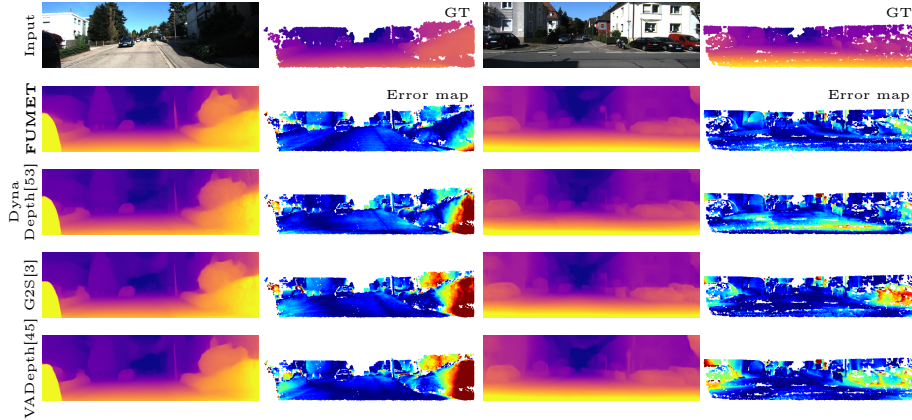 Input
GT
GT
FUMET
Error map
Error map
Dyna
Depth[53]
G2S[3]
VADepth[45]